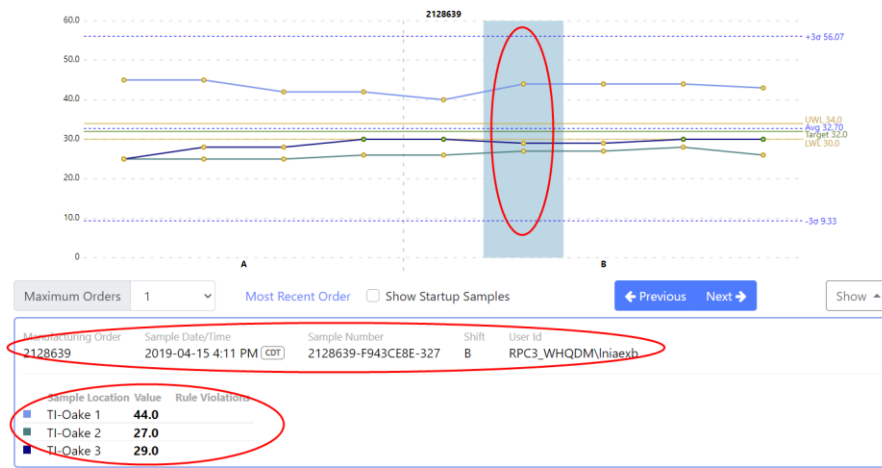 2128639
60.0
+3σ 56.07
50.0
40.0
UWL 34.0
Avg 32.70
Target 32.0
30.0
LWL 30.0
20.0
10.0
-3σ 9.33
0
A B
Maximum Orders 1 Most Recent Order Show Startup Samples Previous Next Show
Manufacturing Order Sample Date/Time Sample Number Shift User Id
2128639 2019-04-15 4:11 PM CDT 2128639-F943CE8E-327 B RPC3_WHQDM\Iniaexb
Sample Location Value Rule Violations
TI-Oake 1 44.0
TI-Oake 2 27.0
TI-Oake 3 29.0